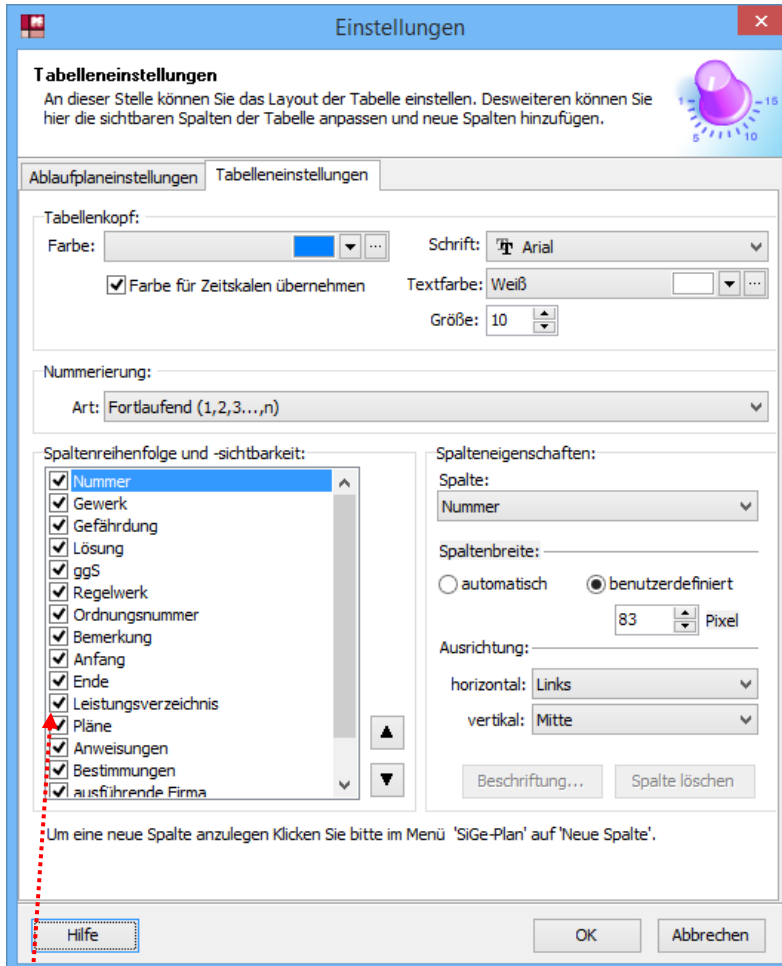 Einstellungen
Tabelleneinstellungen
An dieser Stelle können Sie das Layout der Tabelle einstellen. Desweiteren können Sie
hier die sichtbaren Spalten der Tabelle anpassen und neue Spalten hinzufügen.
1 5 10 15
Ablaufplaneinstellungen Tabelleneinstellungen
Tabellenkopf:
Farbe: ... Schrift: Arial
Farbe für Zeitskalen übernehmen Textfarbe: Weiß ...
Größe: 10
Nummerierung:
Art: Fortlaufend (1,2,3...,n)
Spaltenreihenfolge und -sichtbarkeit:
Nummer
Gewerk
Gefährdung
Lösung
ggS
Regelwerk
Ordnungsnummer
Bemerkung
Anfang
Ende
Leistungsverzeichnis
Pläne
Anweisungen
Bestimmungen
ausführende Firma
Spalteneigenschaften:
Spalte:
Nummer
Spaltenbreite:
automatisch benutzerdefiniert
83 Pixel
Ausrichtung:
horizontal: Links
vertikal: Mitte
Beschriftung... Spalte löschen
Um eine neue Spalte anzulegen Klicken Sie bitte im Menü 'SiGe-Plan' auf 'Neue Spalte'.
Hilfe OK Abbrechen